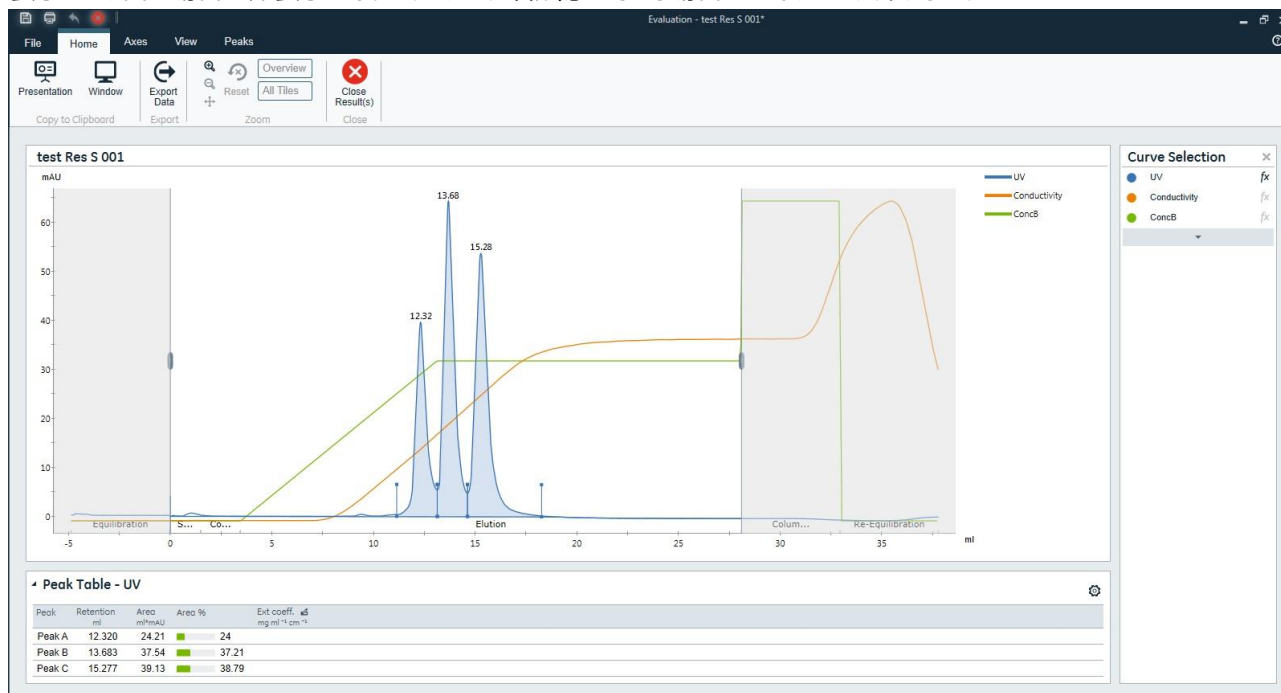 Evaluation - test Res S 001*
File Home Axes View Peaks
Presentation Window Export Data Reset Overview All Tiles Close Result(s)
Copy to Clipboard Export Zoom Close
test Res S 001
mAU
UV
Conductivity
ConcB
13.68
15.28
12.32
60
50
40
30
20
10
0
Equilibration S... Co... Elution Colum... Re-Equilibration
-5 0 5 10 15 20 25 30 35 ml
Curve Selection
UV fx
Conductivity fx
ConcB fx
Peak Table - UV
Peak Retention ml Area ml*mAU Area % Ext coeff. mg ml⁻¹ cm⁻¹
Peak A 12.320 24.21 24
Peak B 13.683 37.54 37.21
Peak C 15.277 39.13 38.79